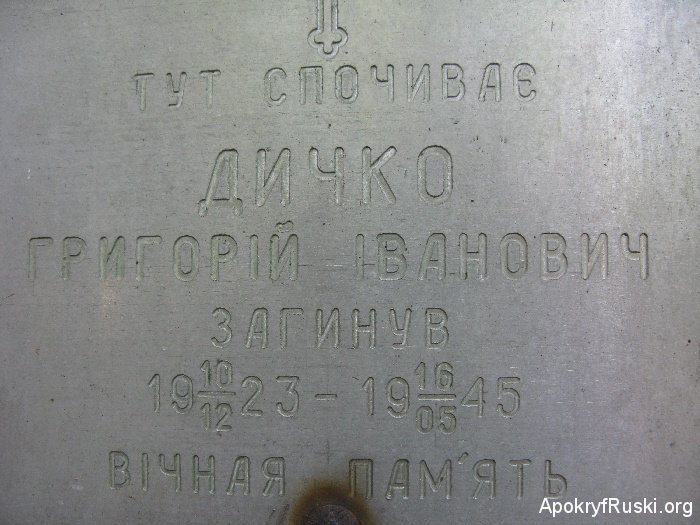 ТУТ СПОЧИВАЄ
ДИЧКО
ГРИГОРІЙ ІВАНОВИЧ
ЗАГИНУВ
19 10/12 23 - 19 16/05 45
ВІЧНАЯ ПАМ'ЯТЬ
ApokryfRuski.org